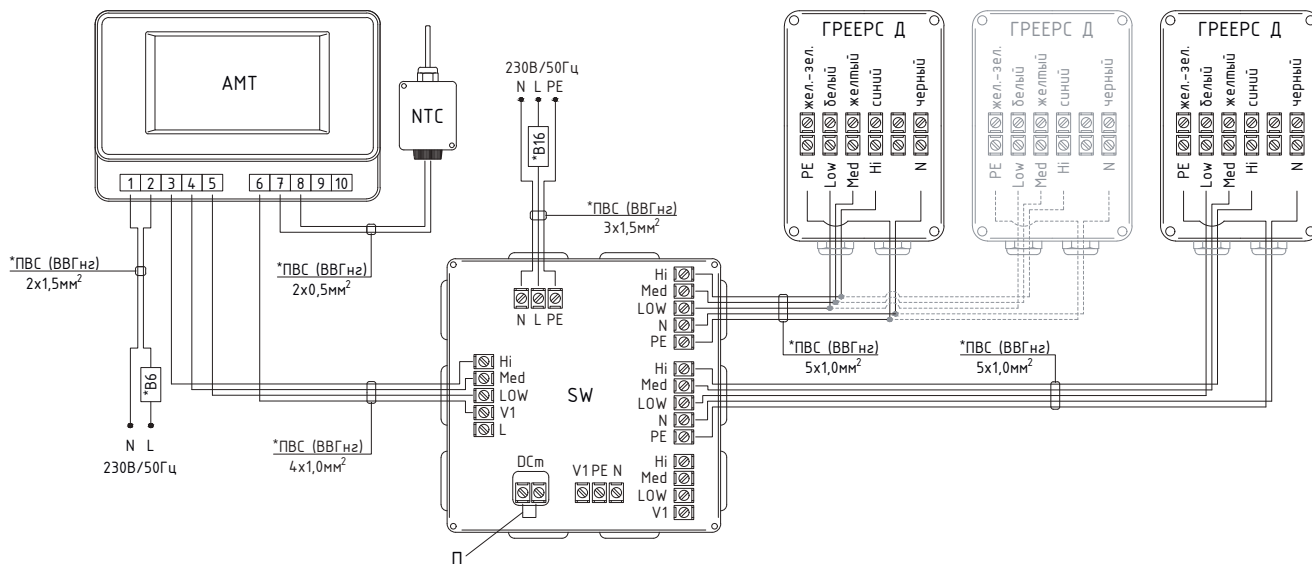 АМТ
NTC
1 2 3 4 5
6 7 8 9 10
*ПВС (ВВГнг)
2х1,5мм²
*ПВС (ВВГнг)
2х0,5мм²
*В6
N L
230В/50Гц
*ПВС (ВВГнг)
4х1,0мм²
230В/50Гц
N L PE
*В16
*ПВС (ВВГнг)
3х1,5мм²
N L PE
Hi
Med
LOW
V1
L
SW
DCm
V1 PE N
П
Hi
Med
LOW
N
PE
Hi
Med
LOW
N
PE
Hi
Med
LOW
V1
ГРЕЕРС Д
жел.-зел.
белый
желтый
синий
черный
PE
Low
Med
Hi
N
ГРЕЕРС Д
жел.-зел.
белый
желтый
синий
черный
PE
Low
Med
Hi
N
ГРЕЕРС Д
жел.-зел.
белый
желтый
синий
черный
PE
Low
Med
Hi
N
*ПВС (ВВГнг)
5х1,0мм²
*ПВС (ВВГнг)
5х1,0мм²